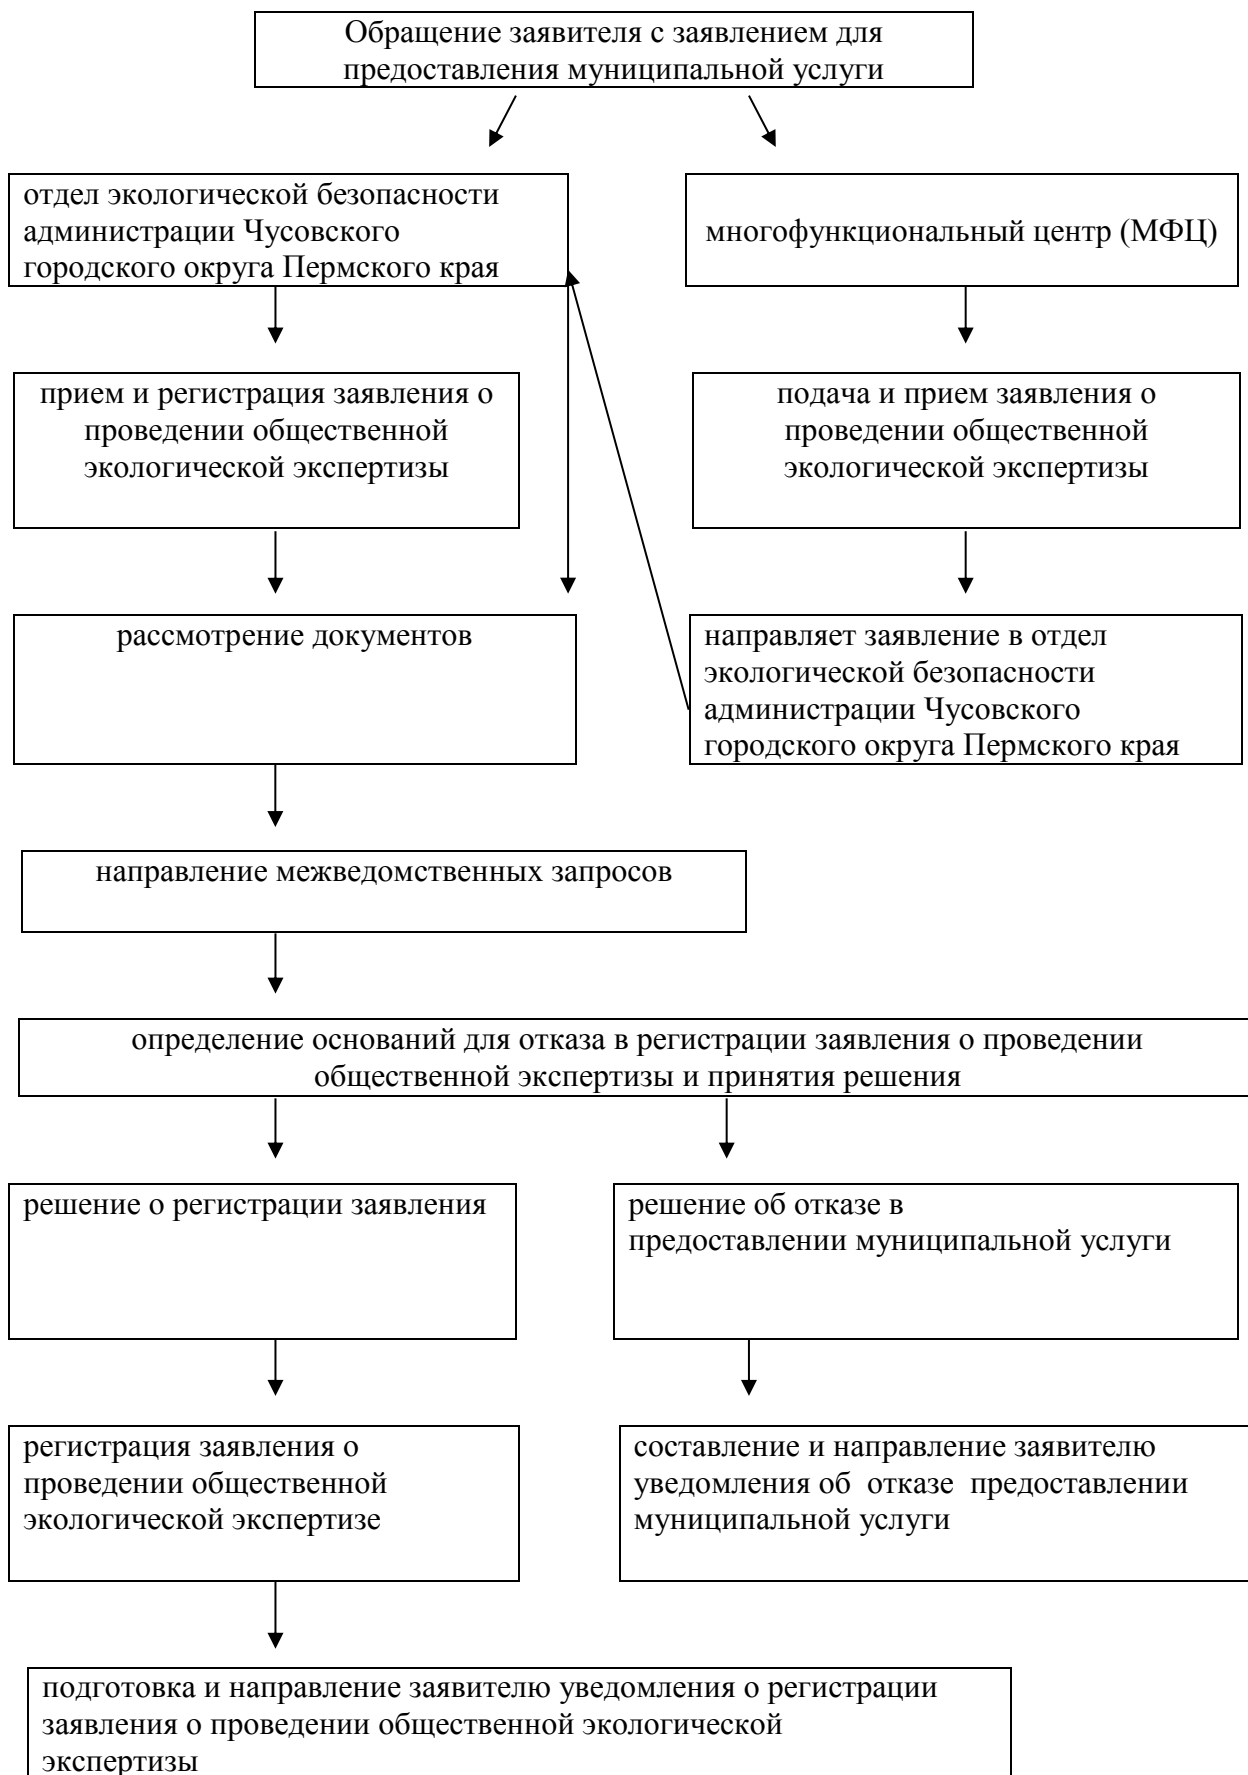 Обращение заявителя с заявлением для
предоставления муниципальной услуги
отдел экологической безопасности
администрации Чусовского
городского округа Пермского края
многофункциональный центр (МФЦ)
прием и регистрация заявления о
проведении общественной
экологической экспертизы
подача и прием заявления о
проведении общественной
экологической экспертизы
рассмотрение документов
направляет заявление в отдел
экологической безопасности
администрации Чусовского
городского округа Пермского края
направление межведомственных запросов
определение оснований для отказа в регистрации заявления о проведении
общественной экспертизы и принятия решения
решение о регистрации заявления
решение об отказе в
предоставлении муниципальной услуги
регистрация заявления о
проведении общественной
экологической экспертизе
составление и направление заявителю
уведомления об  отказе  предоставлении
муниципальной услуги
подготовка и направление заявителю уведомления о регистрации
заявления о проведении общественной экологической
экспертизы